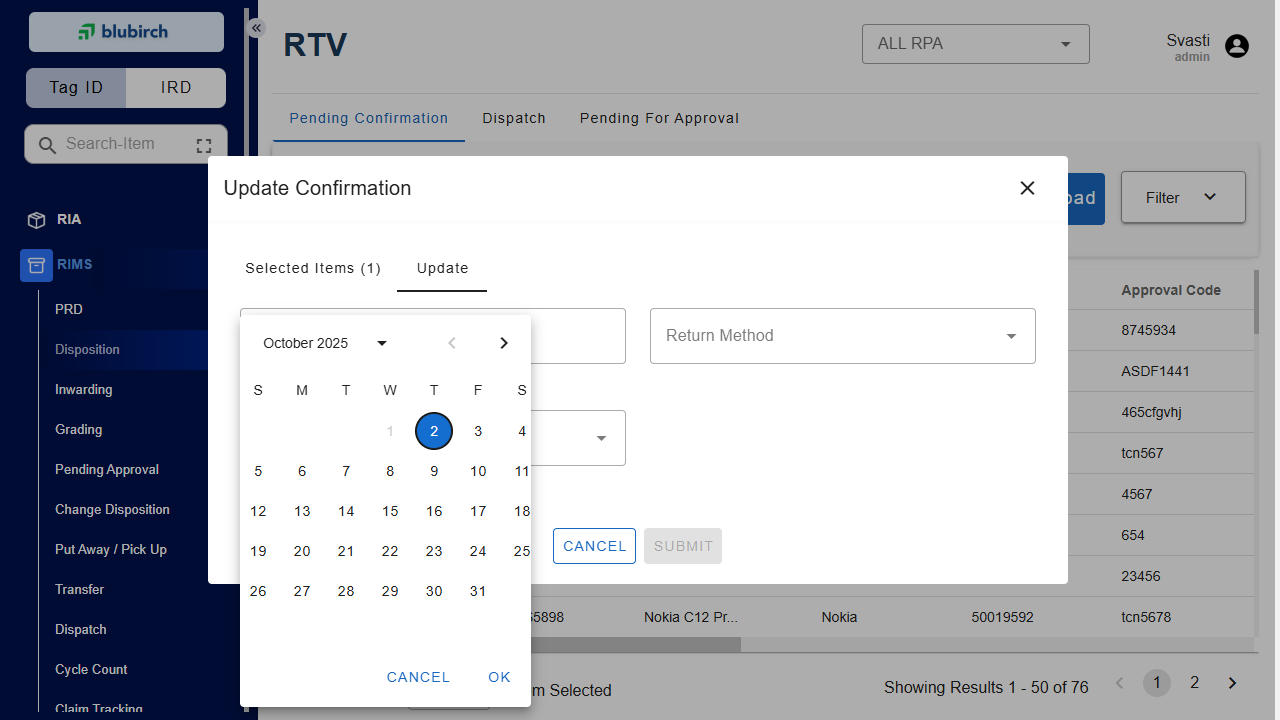 blubirch
Tag ID
IRD
Search-Item
RIA
RIMS
PRD
Disposition
Inwarding
Grading
Pending Approval
Change Disposition
Put Away / Pick Up
Transfer
Dispatch
Cycle Count
Claim Tracking
RTV
ALL RPA
Svasti
admin
Pending Confirmation
Dispatch
Pending For Approval
Filter
Update Confirmation
Selected Items (1)
Update
Return Method
October 2025
S M T W T F S
1 2 3 4
5 6 7 8 9 10 11
12 13 14 15 16 17 18
19 20 21 22 23 24 25
26 27 28 29 30 31
CANCEL
OK
CANCEL
SUBMIT
Approval Code
8745934
ASDF1441
465cfgvhj
tcn567
4567
654
23456
5898 Nokia C12 Pr... Nokia 50019592 tcn5678
Selected
Showing Results 1 - 50 of 76
1
2